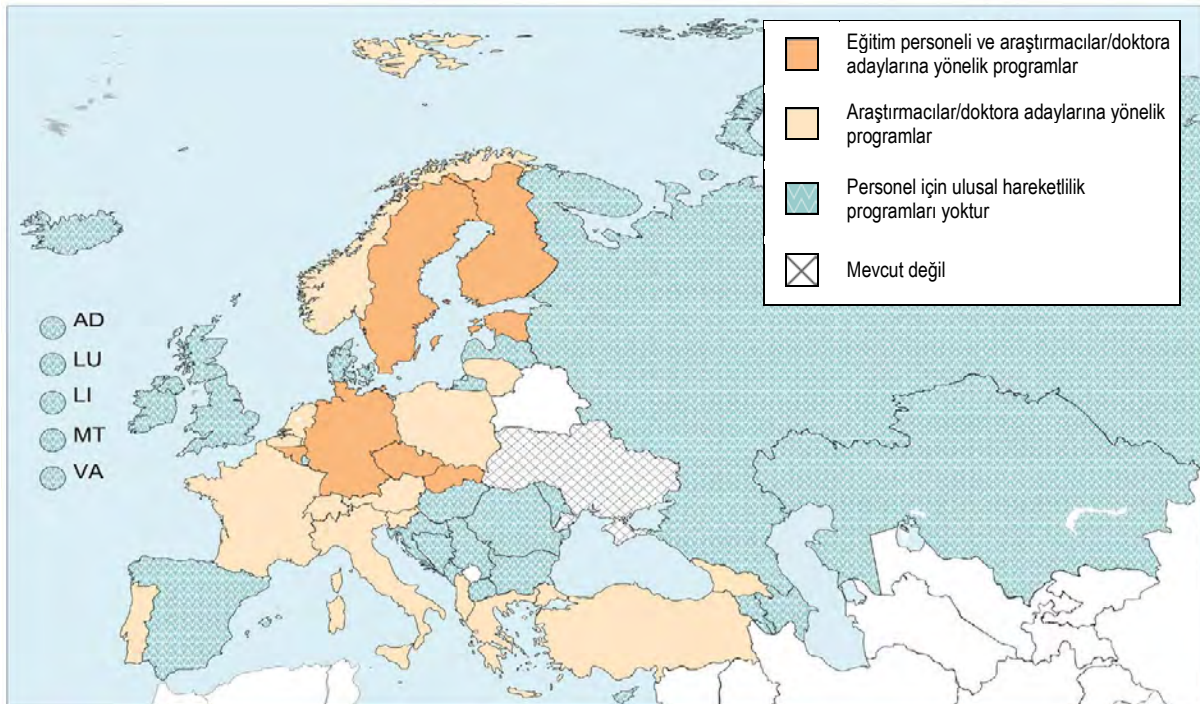 Eğitim personeli ve araştırmacılar/doktora
adaylarına yönelik programlar
Araştırmacılar/doktora adaylarına yönelik
programlar
Personel için ulusal hareketlilik
programları yoktur
Mevcut değil
AD
LU
LI
MT
VA